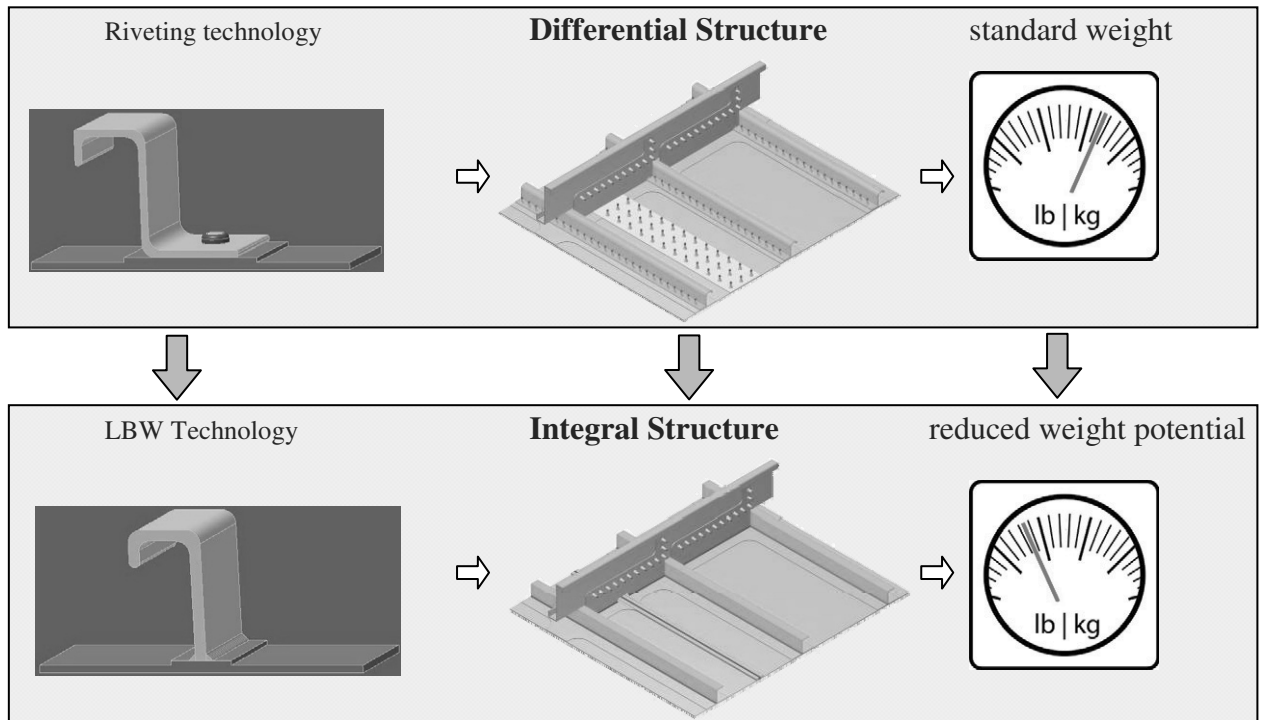 Riveting technology
Differential Structure
standard weight
lb | kg
LBW Technology
Integral Structure
reduced weight potential
lb | kg